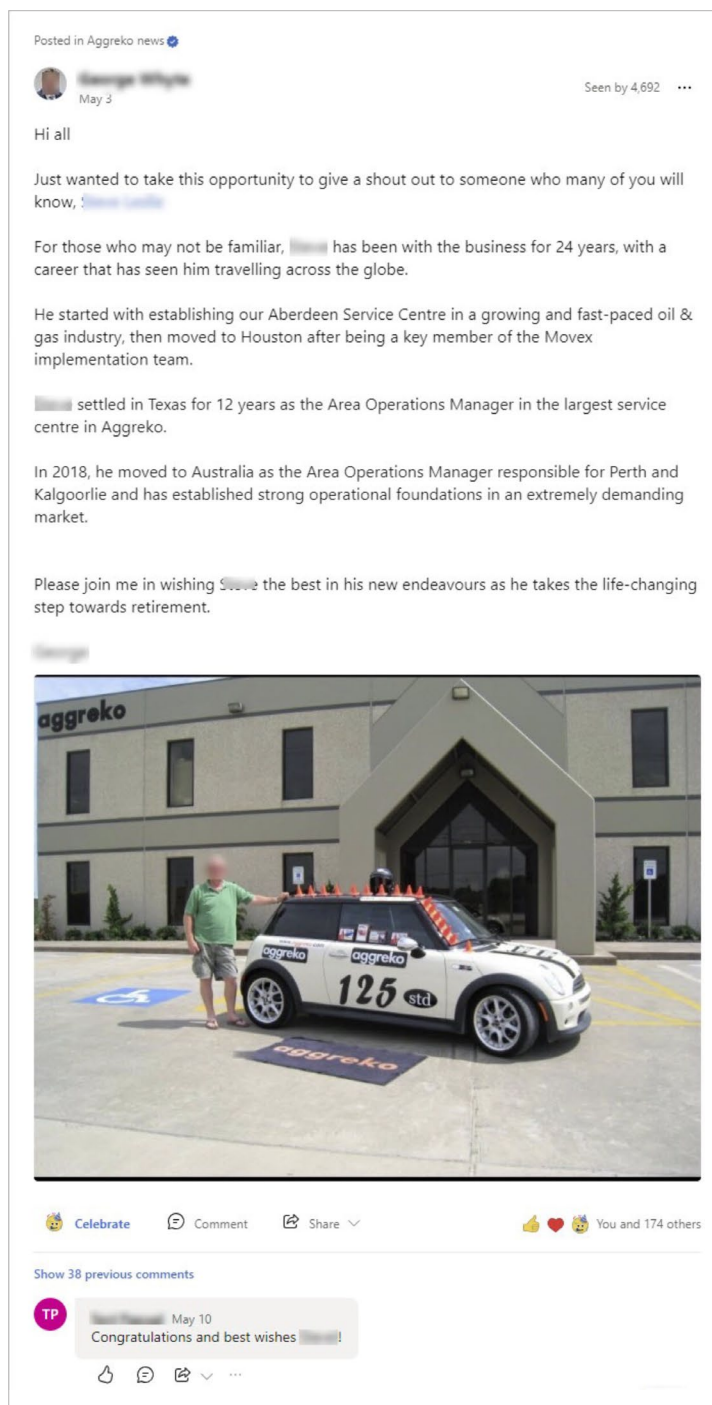 Posted in Aggreko news
May 3
Seen by 4,692
Hi all
Just wanted to take this opportunity to give a shout out to someone who many of you will
know,
For those who may not be familiar, has been with the business for 24 years, with a
career that has seen him travelling across the globe.
He started with establishing our Aberdeen Service Centre in a growing and fast-paced oil &
gas industry, then moved to Houston after being a key member of the Movex
implementation team.
settled in Texas for 12 years as the Area Operations Manager in the largest service
centre in Aggreko.
In 2018, he moved to Australia as the Area Operations Manager responsible for Perth and
Kalgoorlie and has established strong operational foundations in an extremely demanding
market.
Please join me in wishing the best in his new endeavours as he takes the life-changing
step towards retirement.
aggreko
aggreko
aggreko
125 std
aggreko
Celebrate
Comment
Share
You and 174 others
Show 38 previous comments
TP
May 10
Congratulations and best wishes !